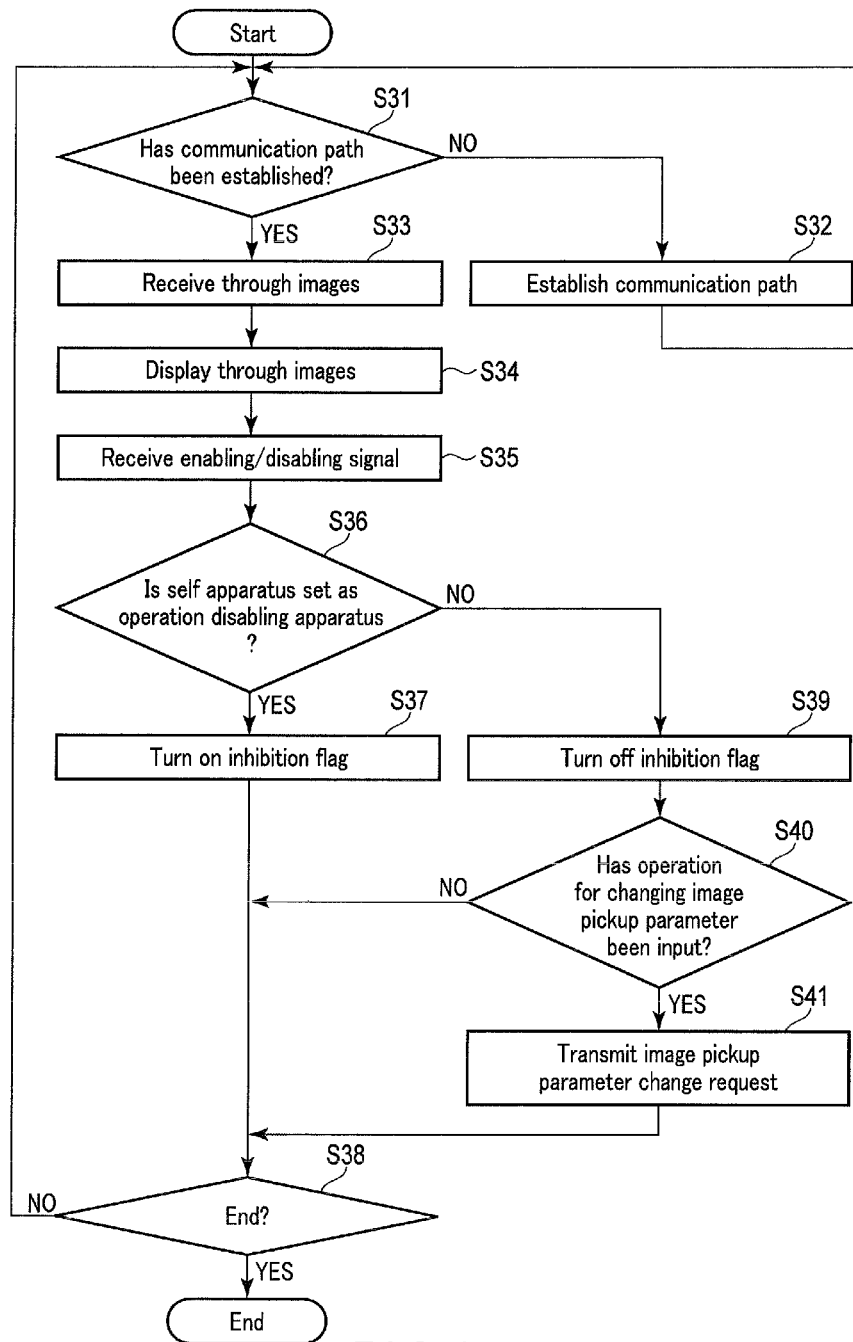 Start
S31
Has communication path
been established?
NO
YES
S33
Receive through images
S32
Establish communication path
Display through images
S34
Receive enabling/disabling signal
S35
S36
Is self apparatus set as
operation disabling apparatus
?
NO
YES
S37
Turn on inhibition flag
S39
Turn off inhibition flag
S40
Has operation
for changing image
pickup parameter
been input?
NO
YES
S41
Transmit image pickup
parameter change request
S38
End?
NO
YES
End